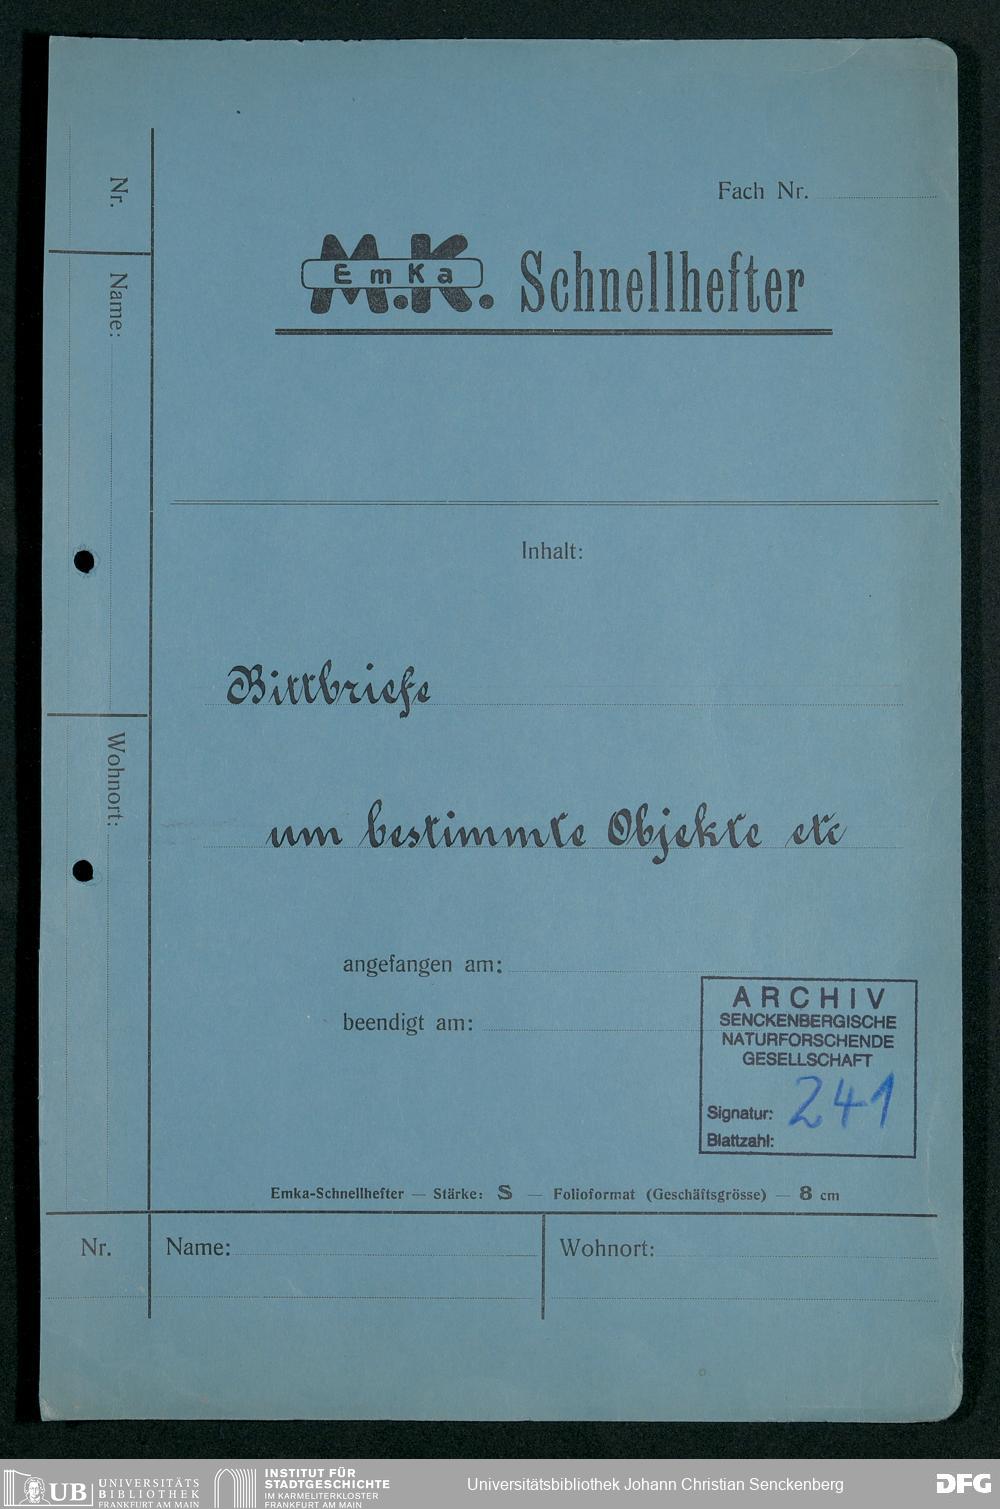 Fach Nr.
M.K.
EmKa
Schnellhefter
Nr.
Name:
Wohnort:
Inhalt:
Bittbriefe
um bestimmte Objekte etc
angefangen am:
beendigt am:
ARCHIV
SENCKENBERGISCHE
NATURFORSCHENDE
GESELLSCHAFT
Signatur: 241
Blattzahl:
Emka-Schnellhefter — Stärke: S — Folioformat (Geschäftsgrösse) — 8 cm
Nr.
Name:
Wohnort:
UB
UNIVERSITÄTS
BIBLIOTHEK
FRANKFURT AM MAIN
INSTITUT FÜR
STADTGESCHICHTE
IM KARMELITERKLOSTER
FRANKFURT AM MAIN
Universitätsbibliothek Johann Christian Senckenberg
DFG